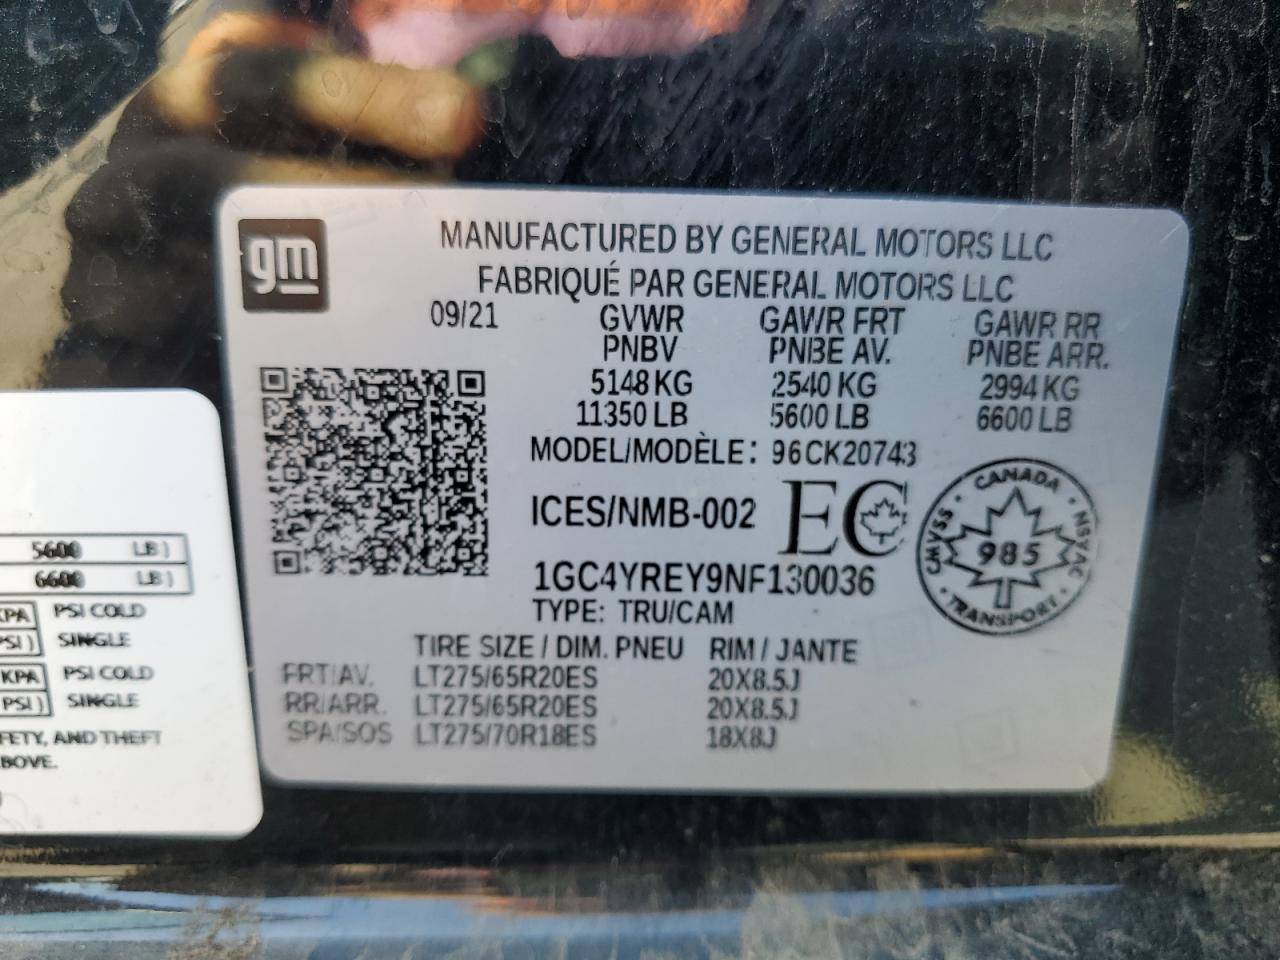 gm
MANUFACTURED BY GENERAL MOTORS LLC
FABRIQUÉ PAR GENERAL MOTORS LLC
09/21 GVWR GAWR FRT GAWR RR
PNBV PNBE AV. PNBE ARR.
5148 KG 2540 KG 2994 KG
11350 LB 5600 LB 6600 LB
MODEL/MODÈLE: 96CK20743
ICES/NMB-002 EC
CANADA
CMVSS 985 NSVAC
TRANSPORT
1GC4YREY9NF130036
TYPE: TRU/CAM
TIRE SIZE / DIM. PNEU RIM / JANTE
FRT/AV. LT275/65R20ES 20X8.5J
RR/ARR. LT275/65R20ES 20X8.5J
SPA/SOS LT275/70R18ES 18X8J
5600 LB)
6600 LB)
KPA PSI COLD
PSI) SINGLE
KPA PSI COLD
PSI) SINGLE
FETY, AND THEFT
BOVE.